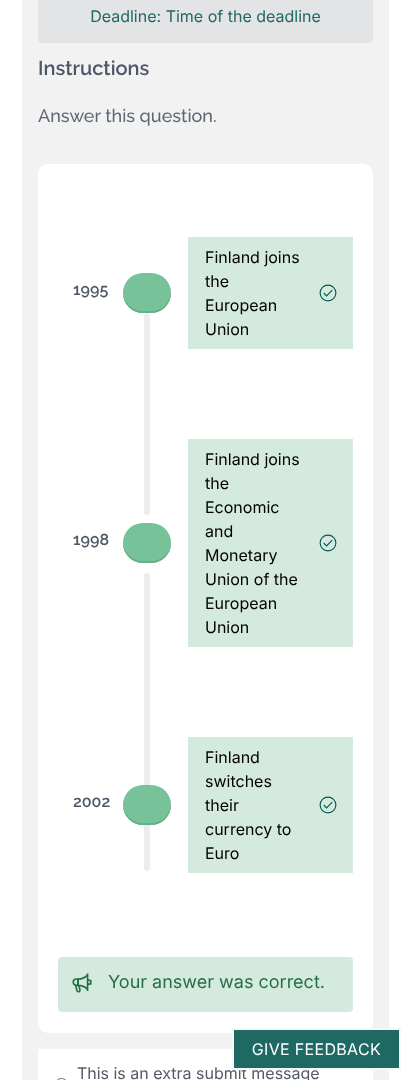 Deadline: Time of the deadline
Instructions
Answer this question.
1995
Finland joins
the
European
Union
1998
Finland joins
the
Economic
and
Monetary
Union of the
European
Union
2002
Finland
switches
their
currency to
Euro
Your answer was correct.
GIVE FEEDBACK
This is an extra submit message